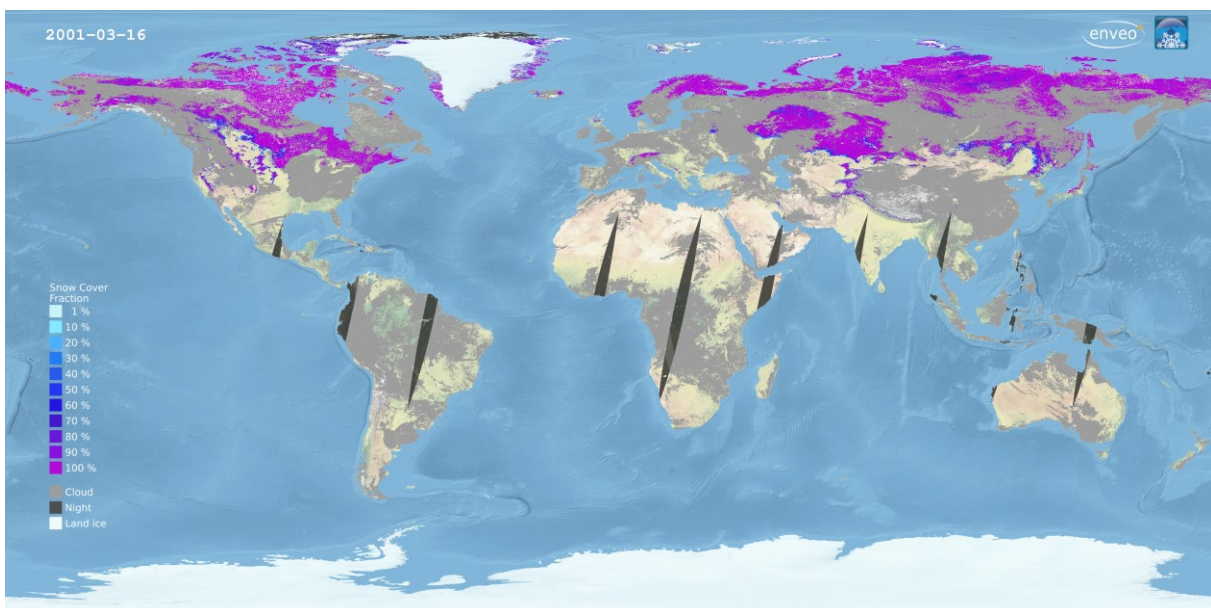 2001-03-16
enveo
Snow Cover
Fraction
1 %
10 %
20 %
30 %
40 %
50 %
60 %
70 %
80 %
90 %
100 %
Cloud
Night
Land ice